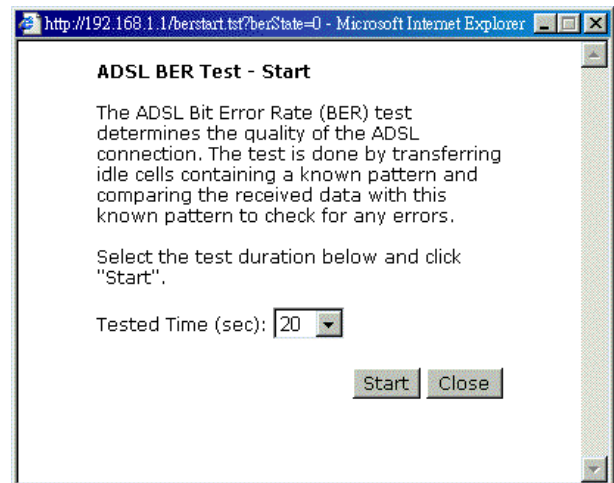 http://192.168.1.1/berstart.tst?berState=0 - Microsoft Internet Explorer
ADSL BER Test - Start
The ADSL Bit Error Rate (BER) test
determines the quality of the ADSL
connection. The test is done by transferring
idle cells containing a known pattern and
comparing the received data with this
known pattern to check for any errors.
Select the test duration below and click
"Start".
Tested Time (sec): 20
Start Close